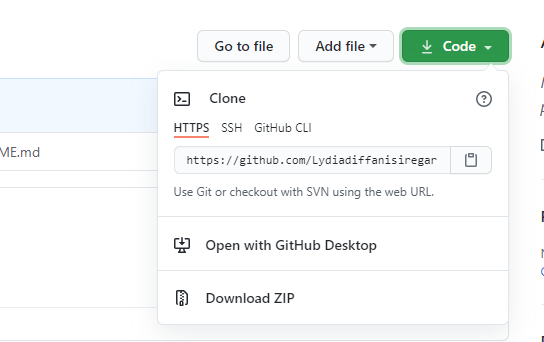 Go to file Add file Code
Clone
HTTPS SSH GitHub CLI
ME.md
https://github.com/Lydiadiffanisiregar
Use Git or checkout with SVN using the web URL.
Open with GitHub Desktop
Download ZIP